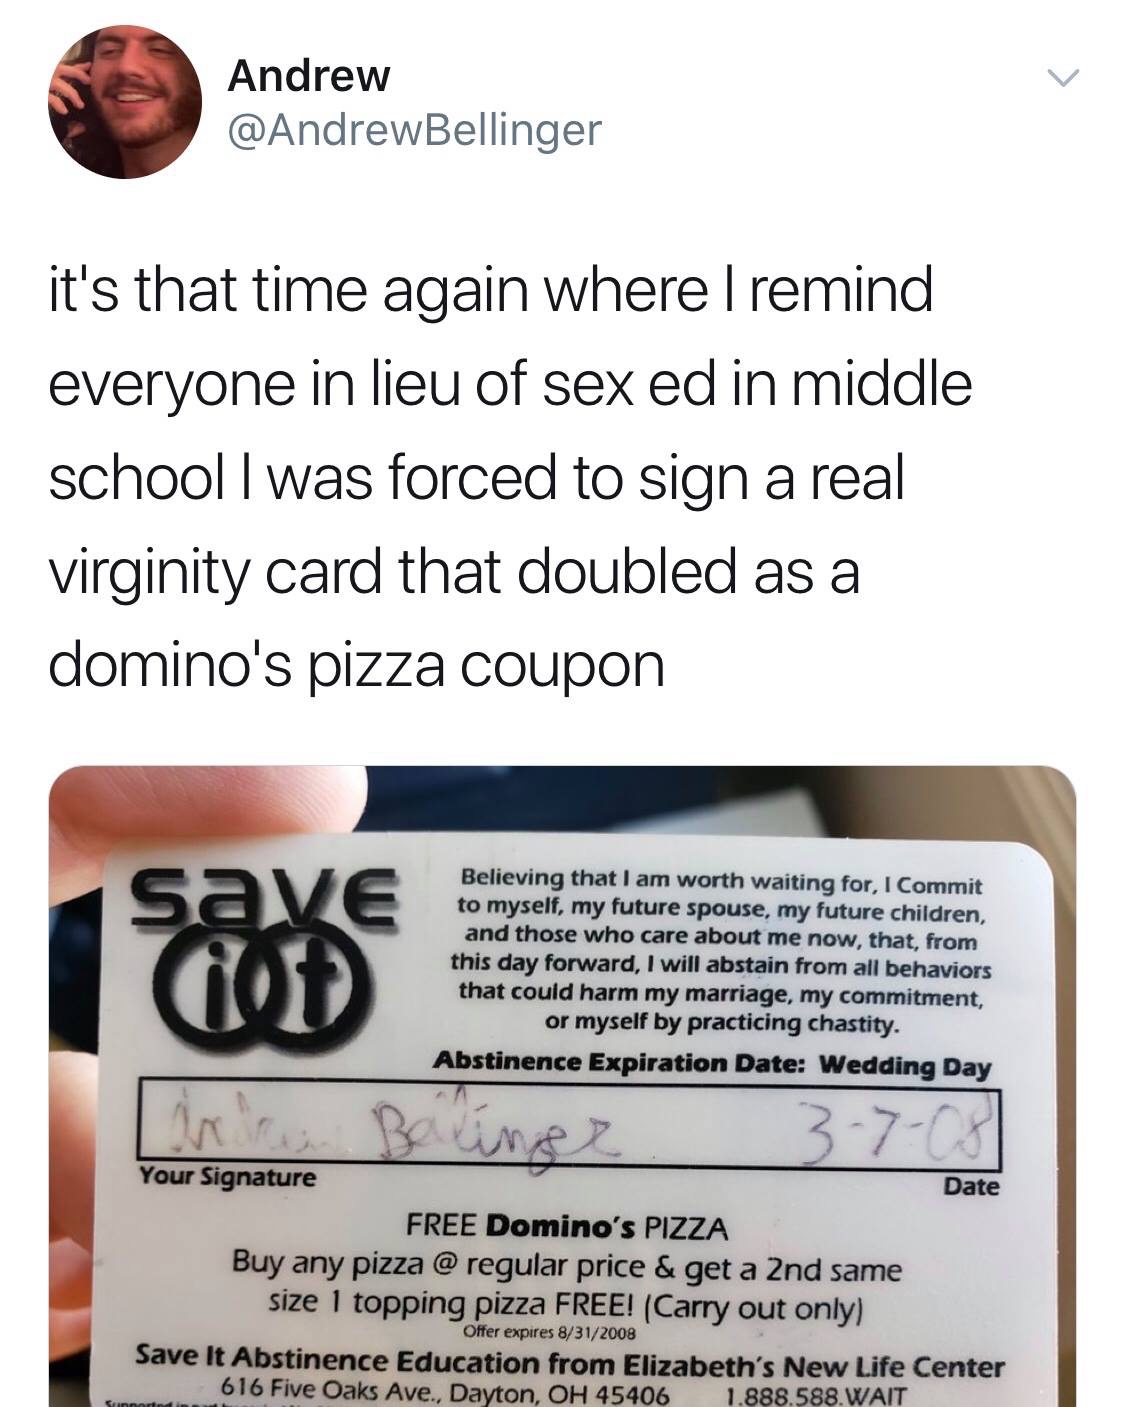 Andrew
@AndrewBellinger
it's that time again where I remind
everyone in lieu of sex ed in middle
school I was forced to sign a real
virginity card that doubled as a
domino's pizza coupon
save
it
Believing that I am worth waiting for, I Commit
to myself, my future spouse, my future children,
and those who care about me now, that, from
this day forward, I will abstain from all behaviors
that could harm my marriage, my commitment,
or myself by practicing chastity.
Abstinence Expiration Date: Wedding Day
Andrew Bellinger 3-7-08
Your Signature
Date
FREE Domino's PIZZA
Buy any pizza @ regular price & get a 2nd same
size 1 topping pizza FREE! (Carry out only)
Offer expires 8/31/2008
Save It Abstinence Education from Elizabeth's New Life Center
616 Five Oaks Ave., Dayton, OH 45406 1.888.588.WAIT